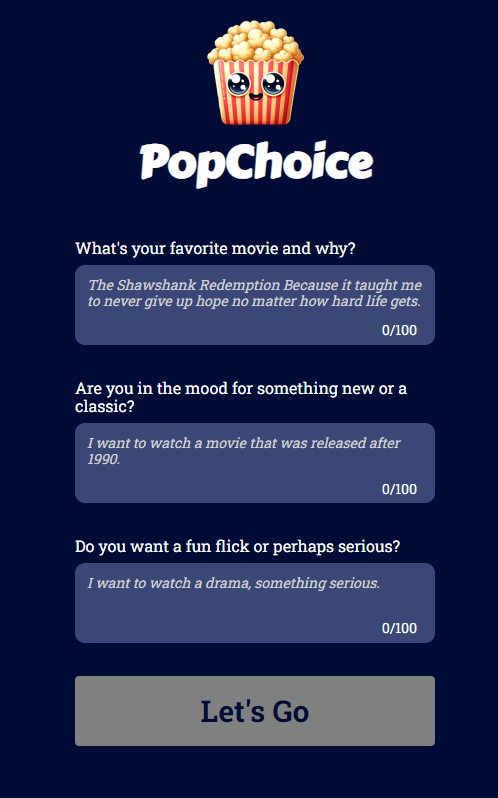 PopChoice
What's your favorite movie and why?
The Shawshank Redemption Because it taught me
to never give up hope no matter how hard life gets.
0/100
Are you in the mood for something new or a
classic?
I want to watch a movie that was released after
1990.
0/100
Do you want a fun flick or perhaps serious?
I want to watch a drama, something serious.
0/100
Let's Go